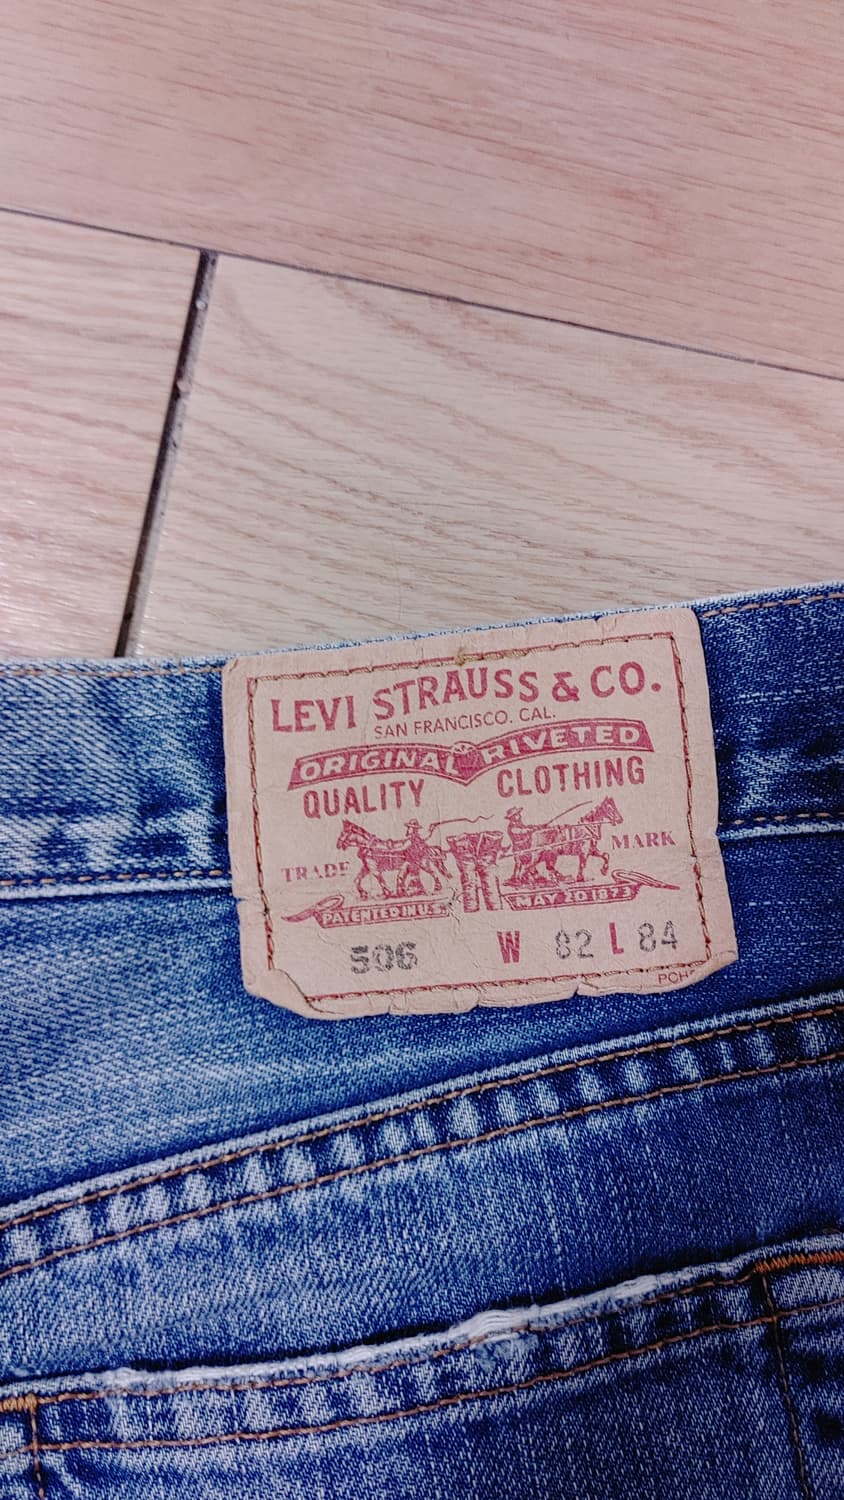 LEVI STRAUSS & CO.
SAN FRANCISCO. CAL.
ORIGINAL RIVETED
QUALITY CLOTHING
TRADE MARK
PATENTED IN U.S. MAY 20 1873
506 W 82 L 84